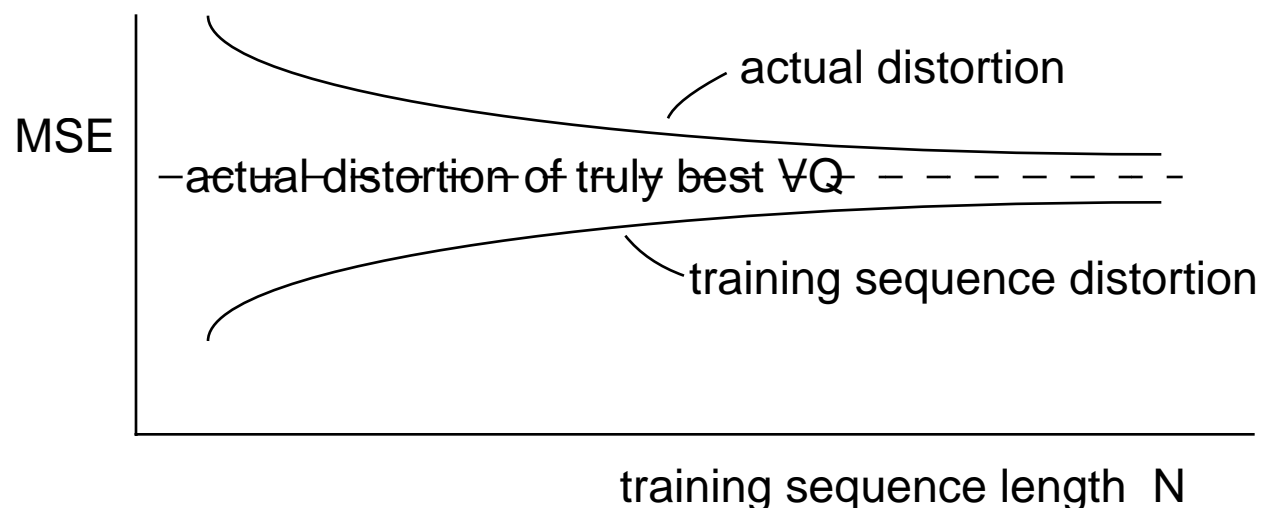 actual distortion
MSE
actual distortion of truly best VQ
training sequence distortion
training sequence length N